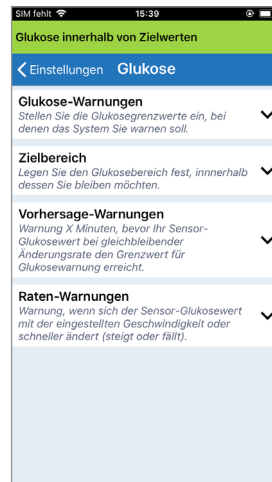 SIM fehlt 15:39
Glukose innerhalb von Zielwerten
Einstellungen Glukose
Glukose-Warnungen
Stellen Sie die Glukosegrenzwerte ein, bei
denen das System Sie warnen soll.
Zielbereich
Legen Sie den Glukosebereich fest, innnerhalb
dessen Sie bleiben möchten.
Vorhersage-Warnungen
Warnung X Minuten, bevor Ihr Sensor-
Glukosewert bei gleichbleibender
Änderungsrate den Grenzwert für
Glukosewarnung erreicht.
Raten-Warnungen
Warnung, wenn sich der Sensor-Glukosewert
mit der eingestellten Geschwindigkeit oder
schneller ändert (steigt oder fällt).